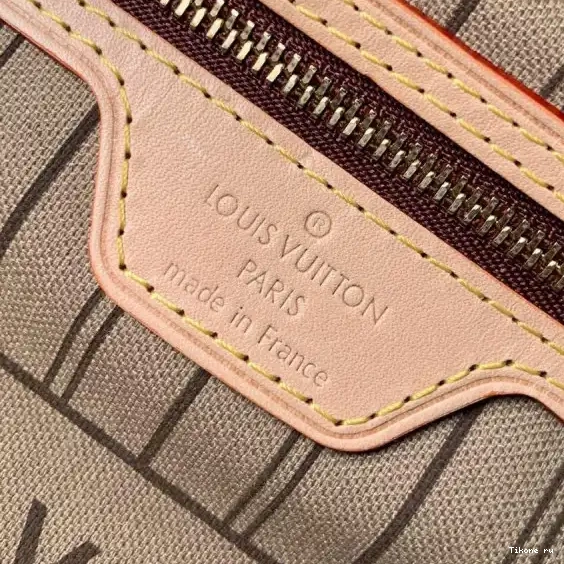 ®
LOUIS VUITTON
PARIS
made in France
Tikone ru